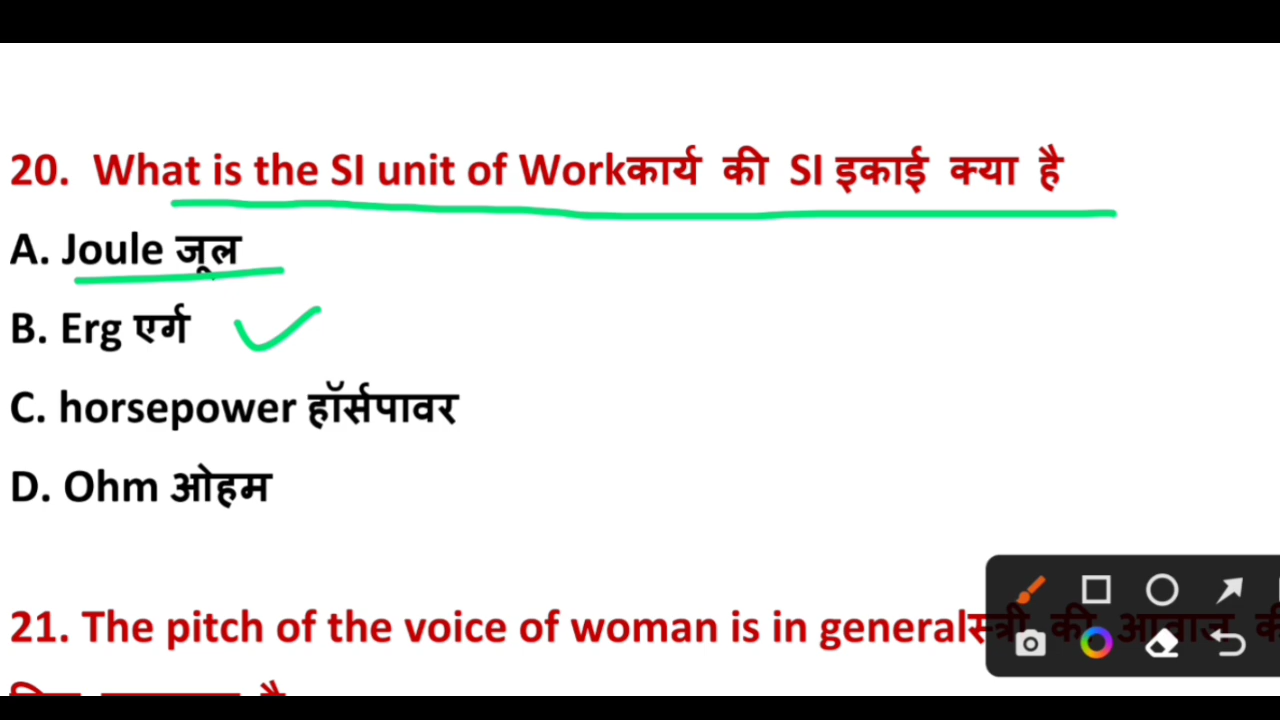 20. What is the SI unit of Workकार्य की SI इकाई क्या है
A. Joule जूल
B. Erg एर्ग
C. horsepower हॉर्सपावर
D. Ohm ओहम
21. The pitch of the voice of woman is in generalस्त्री की आवाज की